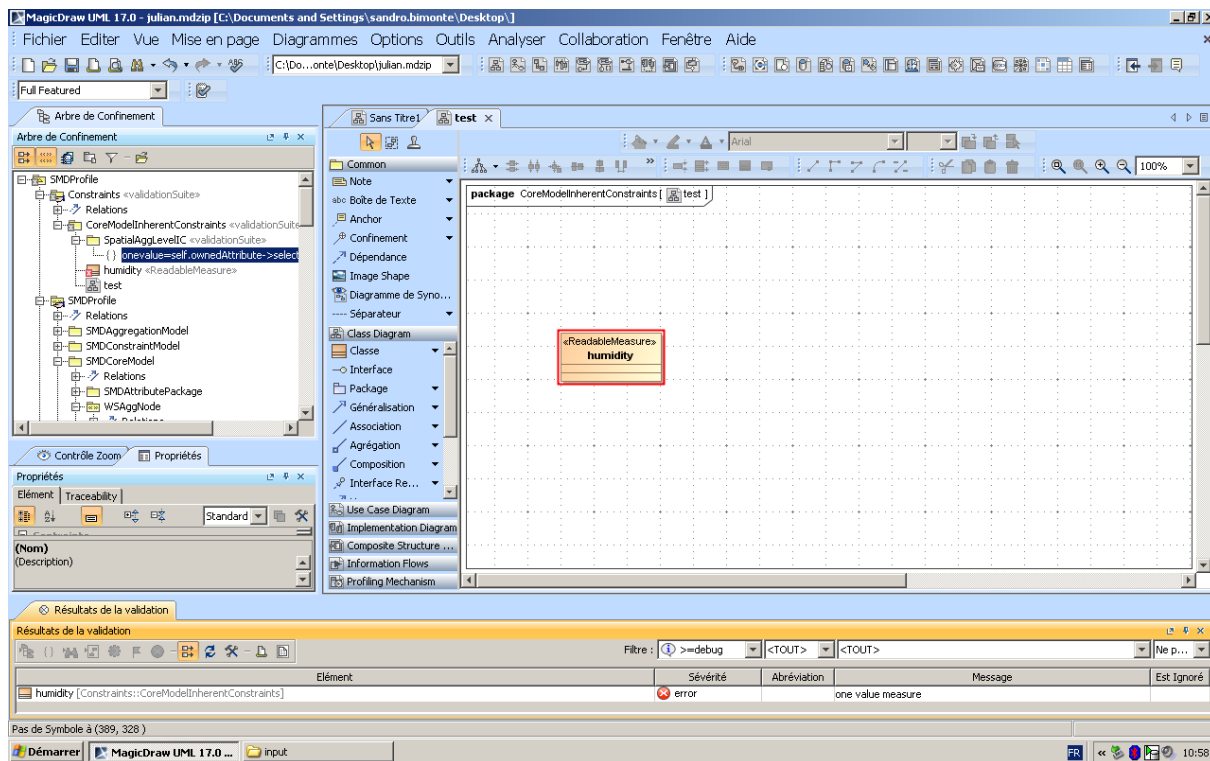 MagicDraw UML 17.0 - julian.mdzip [C:\Documents and Settings\sandro.bimonte\Desktop\]
Fichier Editer Vue Mise en page Diagrammes Options Outils Analyser Collaboration Fenêtre Aide
C:\Do...onte\Desktop\julian.mdzip
Full Featured
Arbre de Confinement
Sans Titre1 test
Arbre de Confinement
Arial
100%
SMDProfile
Constraints «validationSuite»
Relations
CoreModelInherentConstraints «validationSuite
SpatialAggLevelIC «validationSuite»
{ } onevalue=self.ownedAttribute->select
humidity «ReadableMeasure»
test
SMDProfile
Relations
SMDAggregationModel
SMDConstraintModel
SMDCoreModel
Relations
SMDAttributePackage
WSAggNode
Relations
Contrôle Zoom Propriétés
Propriétés
Elément Traceability
Standard
(Nom)
(Description)
Common
Note
abc Boîte de Texte
Anchor
Confinement
Dépendance
Image Shape
Diagramme de Syno...
Séparateur
Class Diagram
Classe
Interface
Package
Généralisation
Association
Agrégation
Composition
Interface Re...
Use Case Diagram
Implementation Diagram
Composite Structure ...
Information Flows
Profiling Mechanism
package CoreModelInherentConstraints [ test ]
«ReadableMeasure»
humidity
Résultats de la validation
Résultats de la validation
Filtre : >=debug <TOUT> <TOUT> Ne p...
Elément Sévérité Abréviation Message Est Ignoré
humidity [Constraints::CoreModelInherentConstraints] error one value measure
Pas de Symbole à (389, 328 )
Démarrer MagicDraw UML 17.0 ... input FR « 10:58